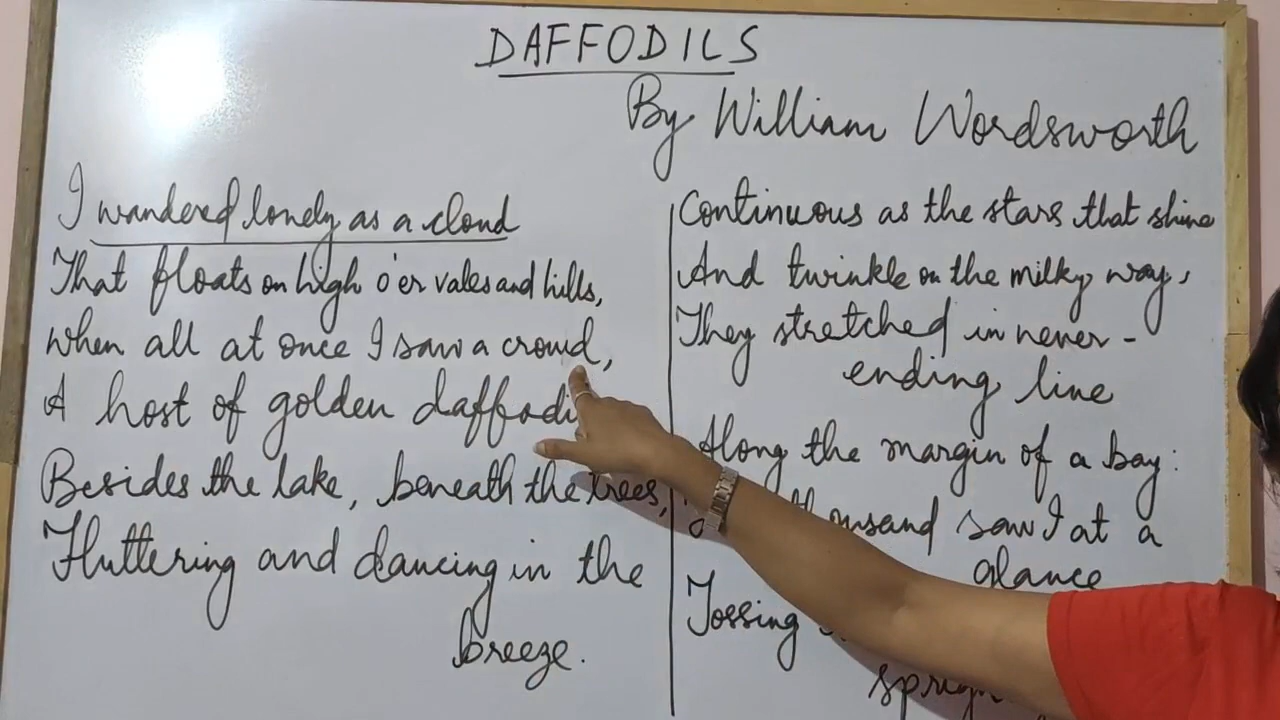 DAFFODILS
By William Wordsworth
I wandered lonely as a cloud
That floats on high o'er vales and hills,
when all at once I saw a crowd,
A host of golden
Besides the lake, beneath the trees,
Fluttering and dancing in the
breeze.
Continuous as the stars that shine
And twinkle on the milky way,
They stretched in never-
ending line
Along the margin of a bay:
saw I at a
glance
Tossing